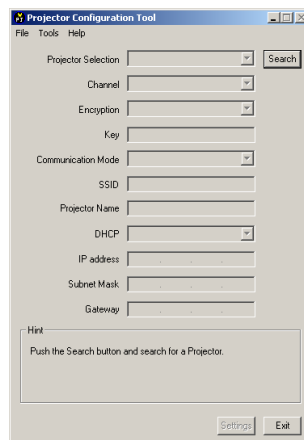 Projector Configuration Tool
File Tools Help
Projector Selection Search
Channel
Encryption
Key
Communication Mode
SSID
Projector Name
DHCP
IP address . . .
Subnet Mask . . .
Gateway . . .
Hint
Push the Search button and search for a Projector.
Settings Exit